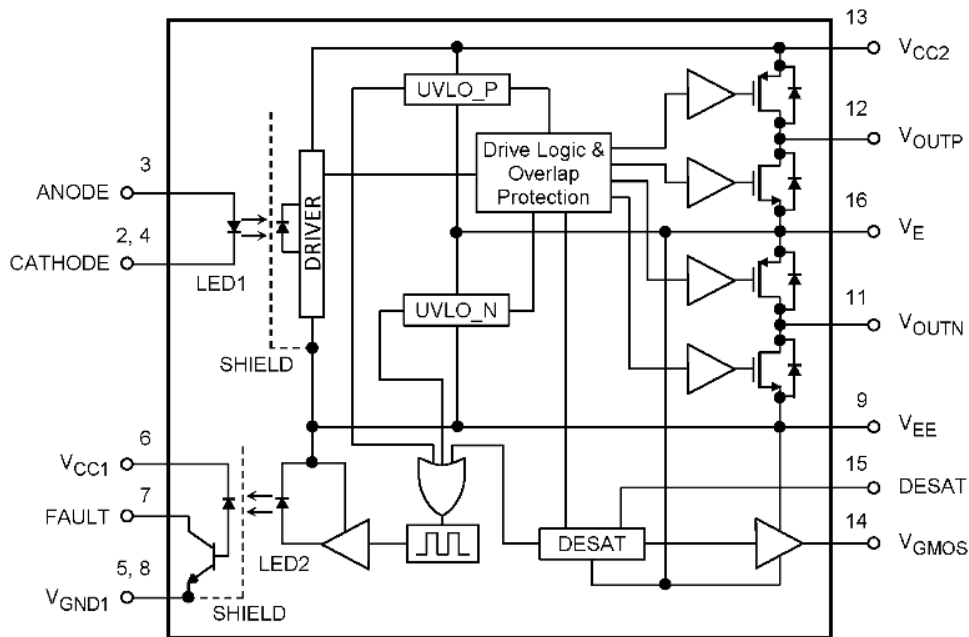 13
VCC2
UVLO_P
12
VOUTP
3
ANODE
Drive Logic &
Overlap
Protection
16
VE
2, 4
CATHODE
LED1
DRIVER
UVLO_N
11
VOUTN
SHIELD
9
VEE
6
VCC1
15
DESAT
7
FAULT
14
VGMOS
DESAT
LED2
5, 8
VGND1
SHIELD